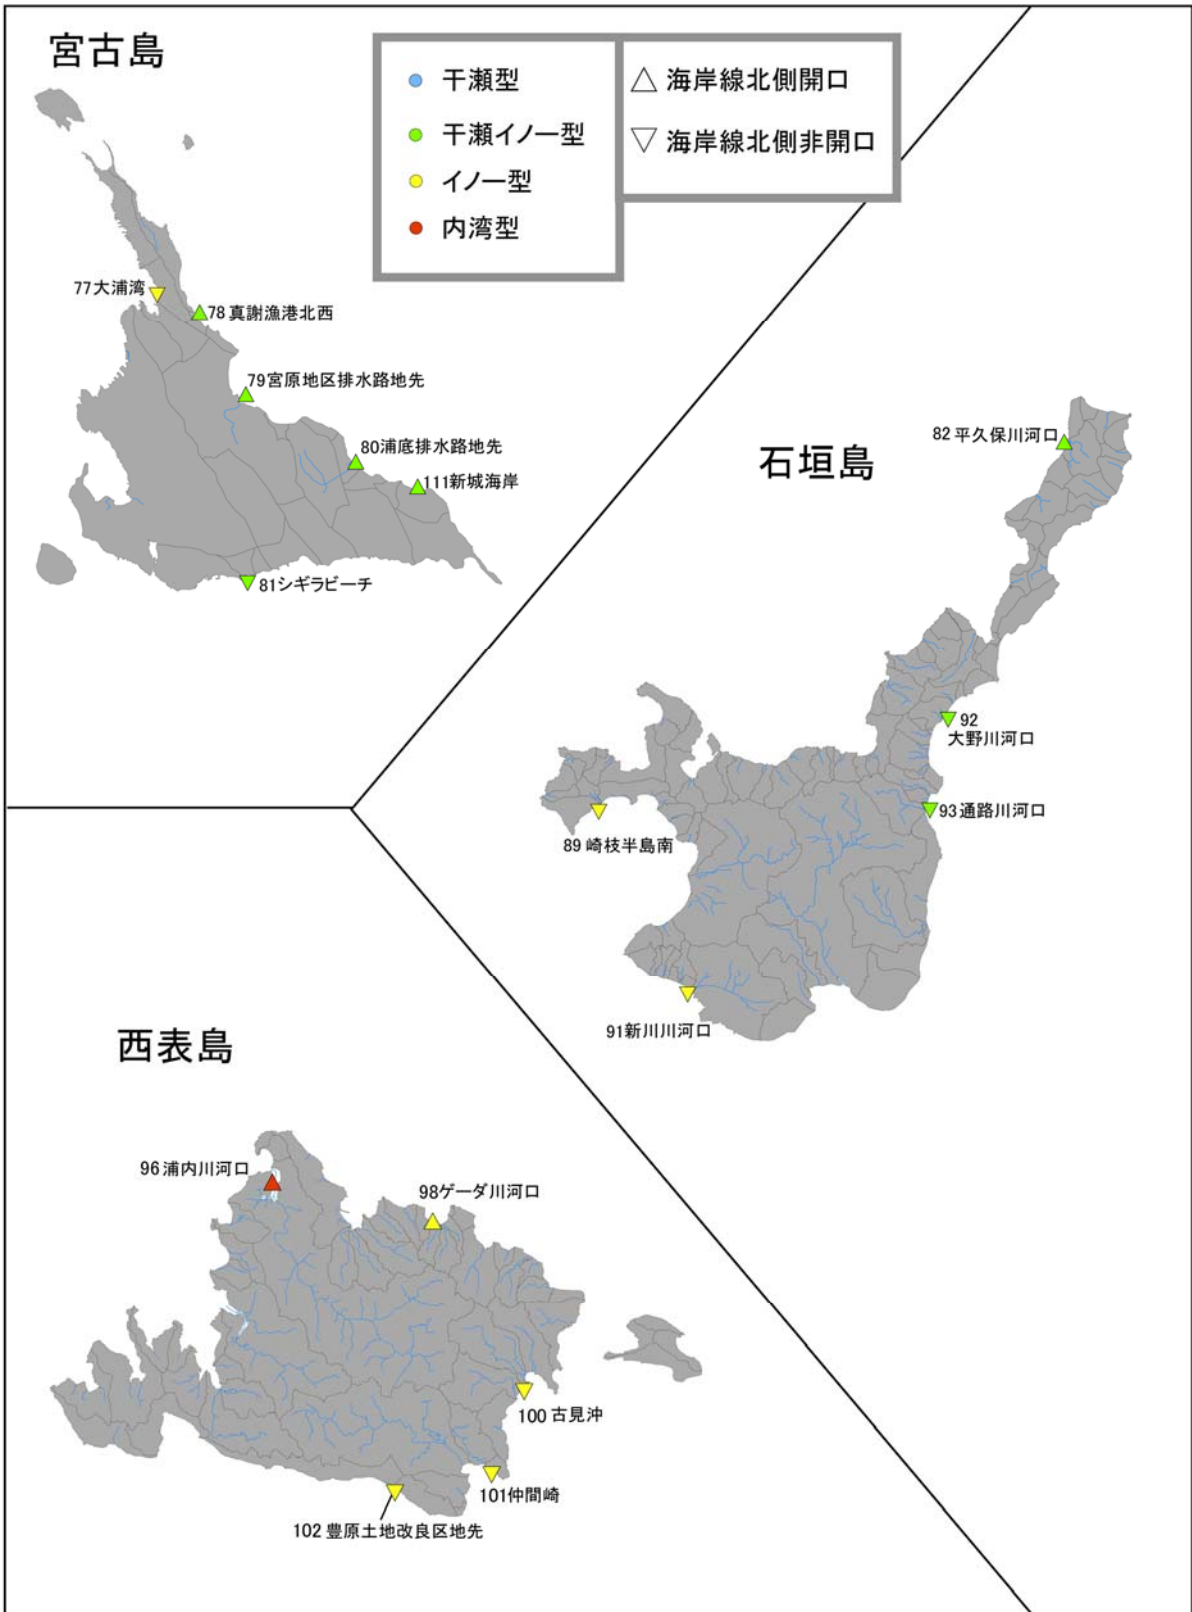 宮古島
干瀬型
干瀬イノー型
イノー型
内湾型
海岸線北側開口
海岸線北側非開口
77大浦湾
78真謝漁港北西
79宮原地区排水路地先
80浦底排水路地先
111新城海岸
81シギラビーチ
石垣島
82平久保川河口
92
大野川河口
93通路川河口
89崎枝半島南
91新川川河口
西表島
96浦内川河口
98ゲーダ川河口
100古見沖
101仲間崎
102豊原土地改良区地先